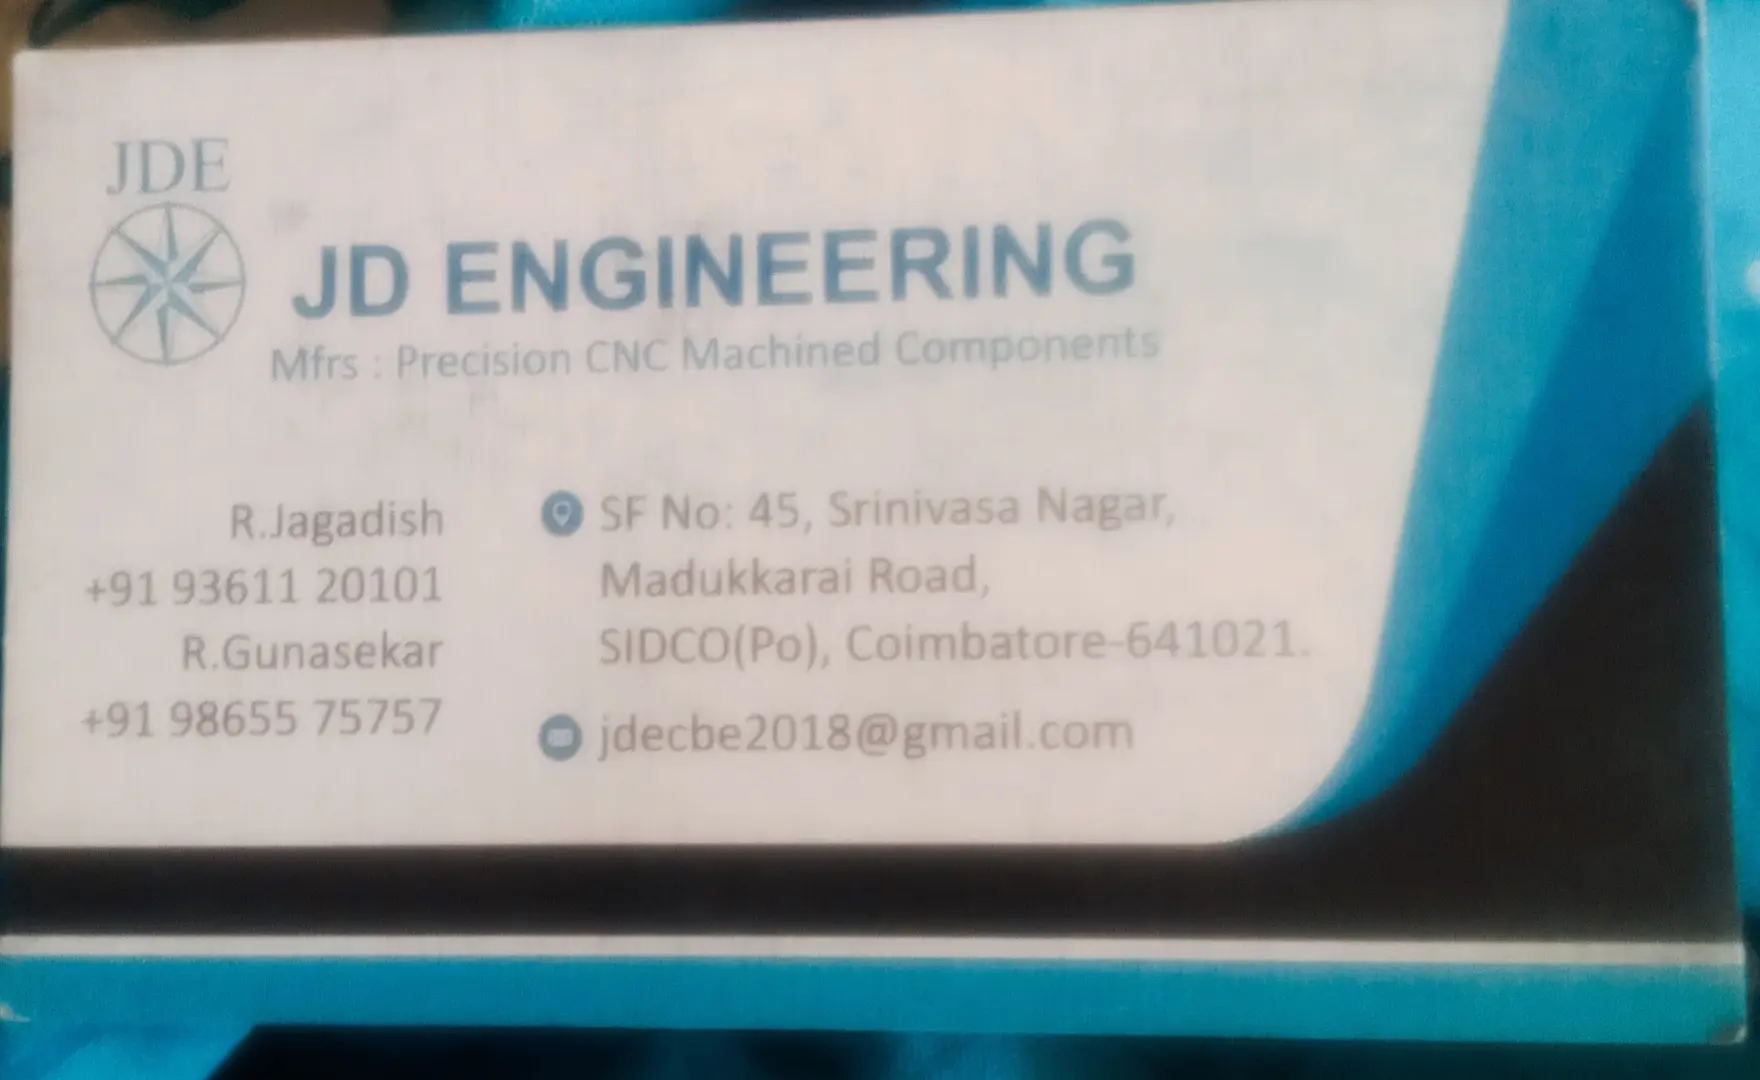 JDE
JD ENGINEERING
Mfrs : Precision CNC Machined Components
R.Jagadish
+91 93611 20101
R.Gunasekar
+91 98655 75757
SF No: 45, Srinivasa Nagar,
Madukkarai Road,
SIDCO(Po), Coimbatore-641021.
jdecbe2018@gmail.com